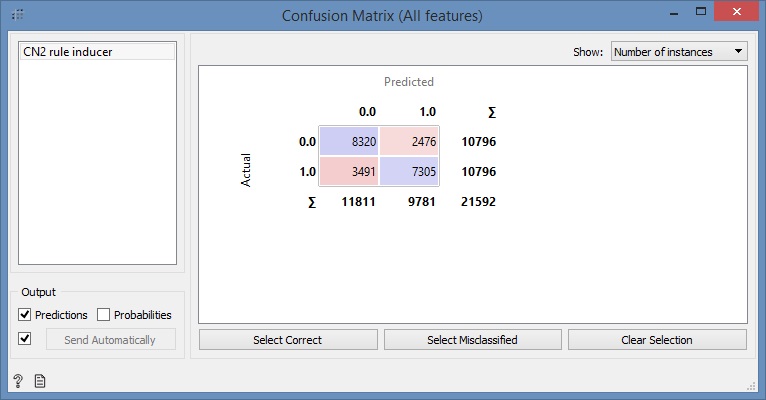 Confusion Matrix (All features)
CN2 rule inducer
Show: Number of instances
Predicted
0.0 1.0 ∑
Actual
0.0 8320 2476 10796
1.0 3491 7305 10796
∑ 11811 9781 21592
Output
Predictions Probabilities
Send Automatically
Select Correct Select Misclassified Clear Selection
?